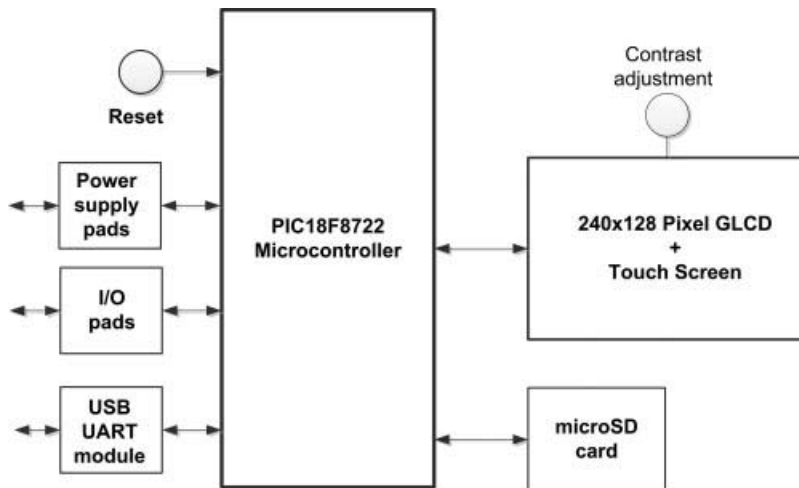 Reset
Power
supply
pads
I/O
pads
USB
UART
module
PIC18F8722
Microcontroller
Contrast
adjustment
240x128 Pixel GLCD
+
Touch Screen
microSD
card